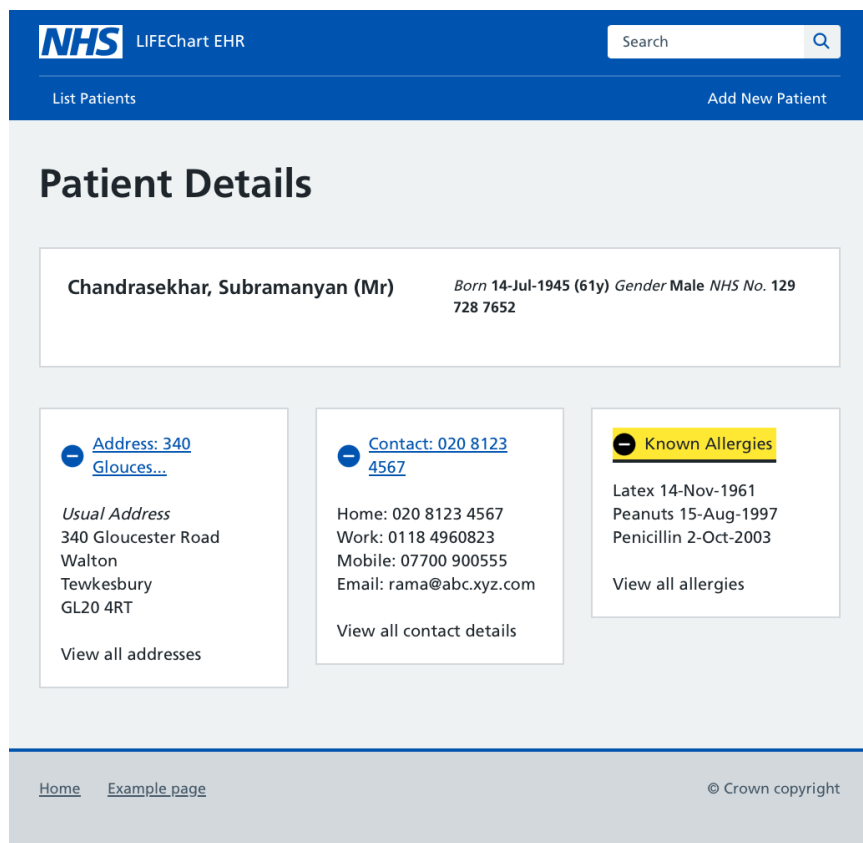 NHS LIFEChart EHR
Search
List Patients
Add New Patient
Patient Details
Chandrasekhar, Subramanyan (Mr)
Born 14-Jul-1945 (61y) Gender Male NHS No. 129
728 7652
Address: 340
Glouces...
Usual Address
340 Gloucester Road
Walton
Tewkesbury
GL20 4RT
View all addresses
Contact: 020 8123
4567
Home: 020 8123 4567
Work: 0118 4960823
Mobile: 07700 900555
Email: rama@abc.xyz.com
View all contact details
Known Allergies
Latex 14-Nov-1961
Peanuts 15-Aug-1997
Penicillin 2-Oct-2003
View all allergies
Home
Example page
© Crown copyright